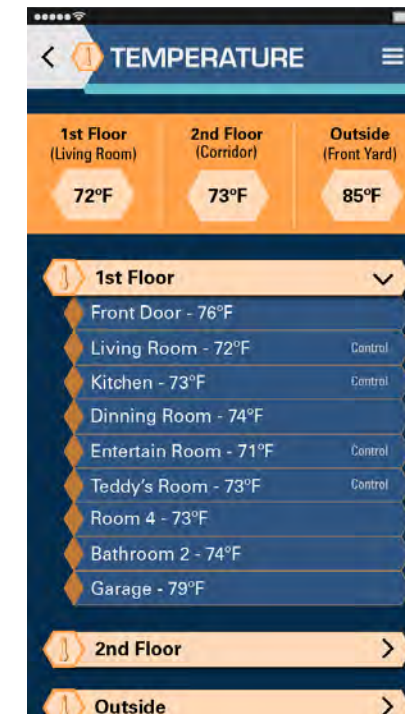 TEMPERATURE
1st Floor
(Living Room)
72°F
2nd Floor
(Corridor)
73°F
Outside
(Front Yard)
85°F
1st Floor
Front Door - 76°F
Living Room - 72°F Control
Kitchen - 73°F Control
Dinning Room - 74°F
Entertain Room - 71°F Control
Teddy's Room - 73°F Control
Room 4 - 73°F
Bathroom 2 - 74°F
Garage - 79°F
2nd Floor
Outside